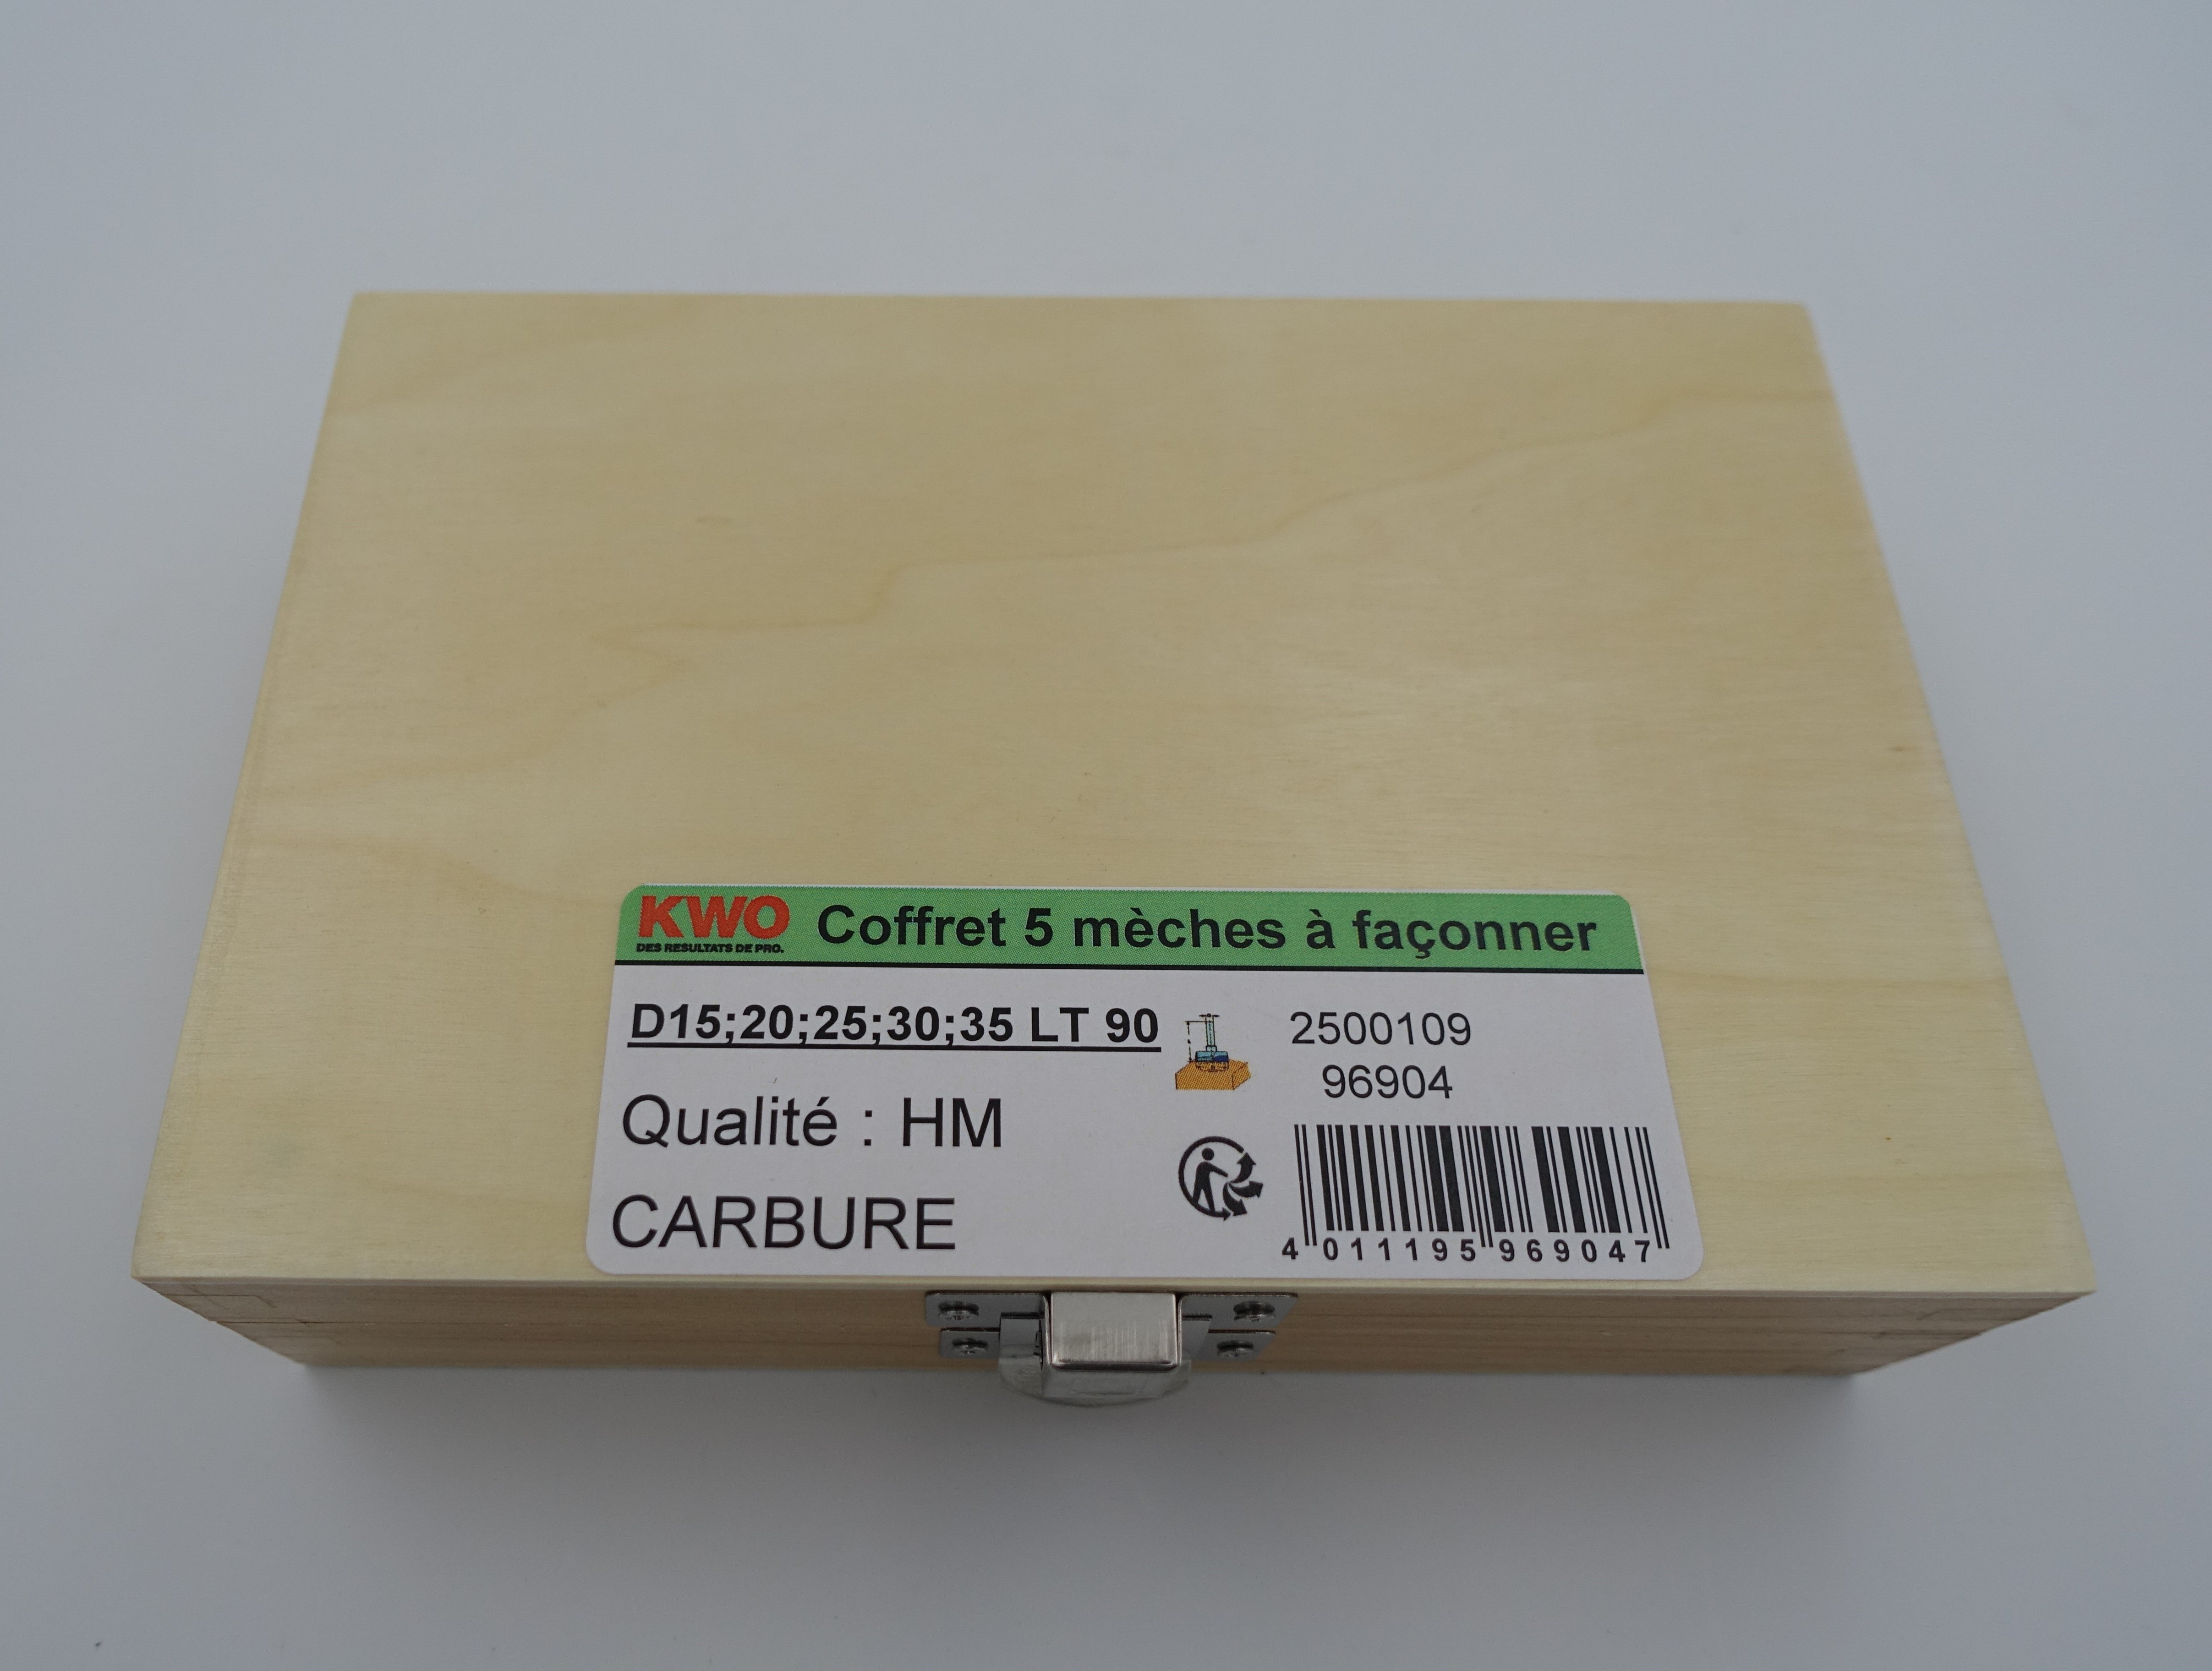 KWO
DES RESULTATS DE PRO.
Coffret 5 mèches à façonner
D15;20;25;30;35 LT 90
2500109
96904
Qualité : HM
CARBURE
4 011195 969047